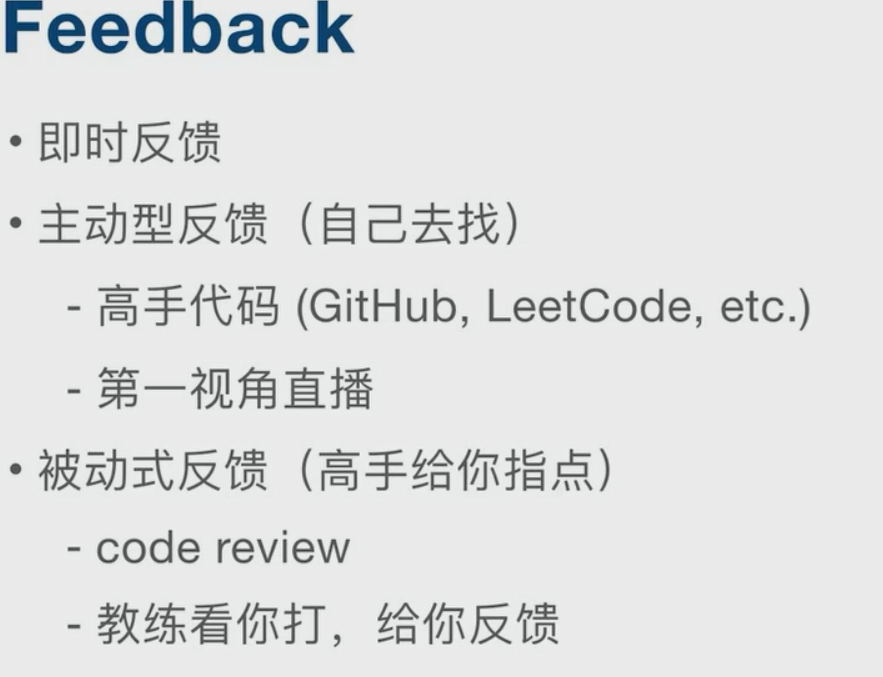 Feedback
• 即时反馈
• 主动型反馈（自己去找）
- 高手代码 (GitHub, LeetCode, etc.)
- 第一视角直播
• 被动式反馈（高手给你指点）
- code review
- 教练看你打，给你反馈